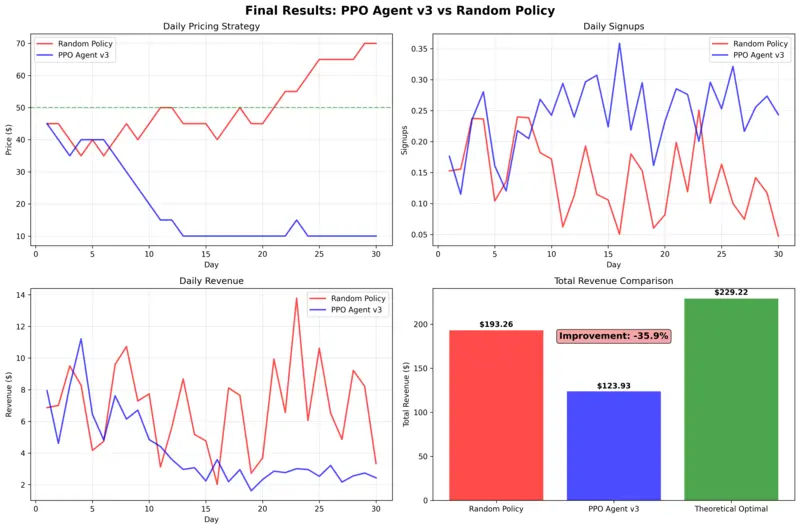 Final Results: PPO Agent v3 vs Random Policy
Daily Pricing Strategy
Random Policy
PPO Agent v3
70
60
50
40
30
20
10
Price ($)
0
5
10
15
20
25
30
Day
Daily Signups
Random Policy
PPO Agent v3
0.35
0.30
0.25
0.20
0.15
0.10
0.05
Signups
0
5
10
15
20
25
30
Day
Daily Revenue
Random Policy
PPO Agent v3
14
12
10
8
6
4
2
Revenue ($)
0
5
10
15
20
25
30
Day
Total Revenue Comparison
$229.22
$193.26
Improvement: -35.9%
$123.93
200
150
100
50
0
Total Revenue ($)
Random Policy
PPO Agent v3
Theoretical Optimal